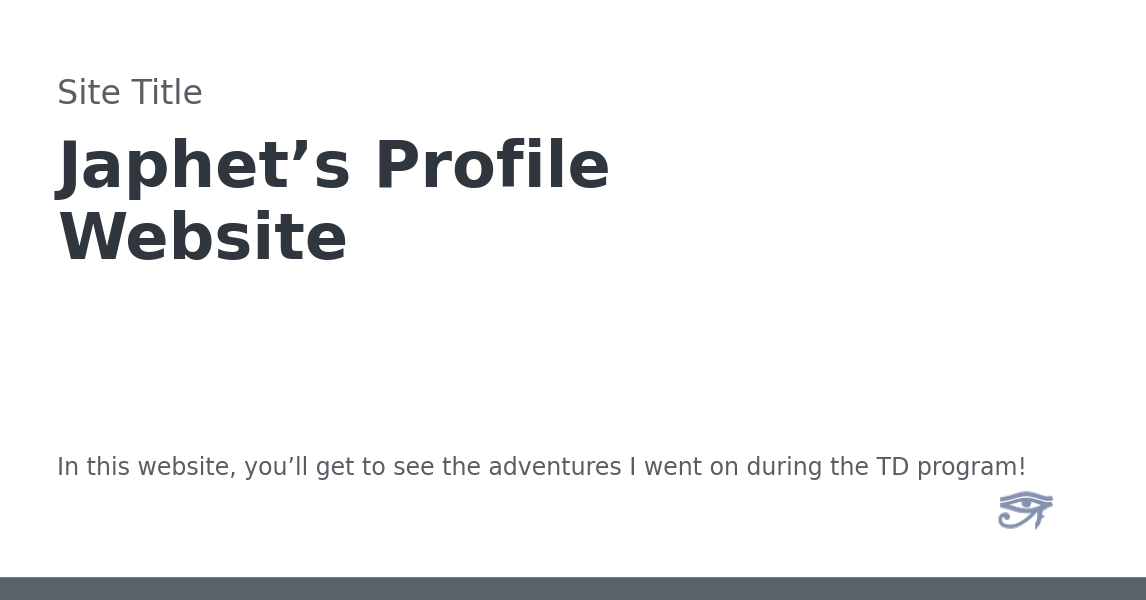 Site Title
Japhet’s Profile
Website
In this website, you’ll get to see the adventures I went on during the TD program!